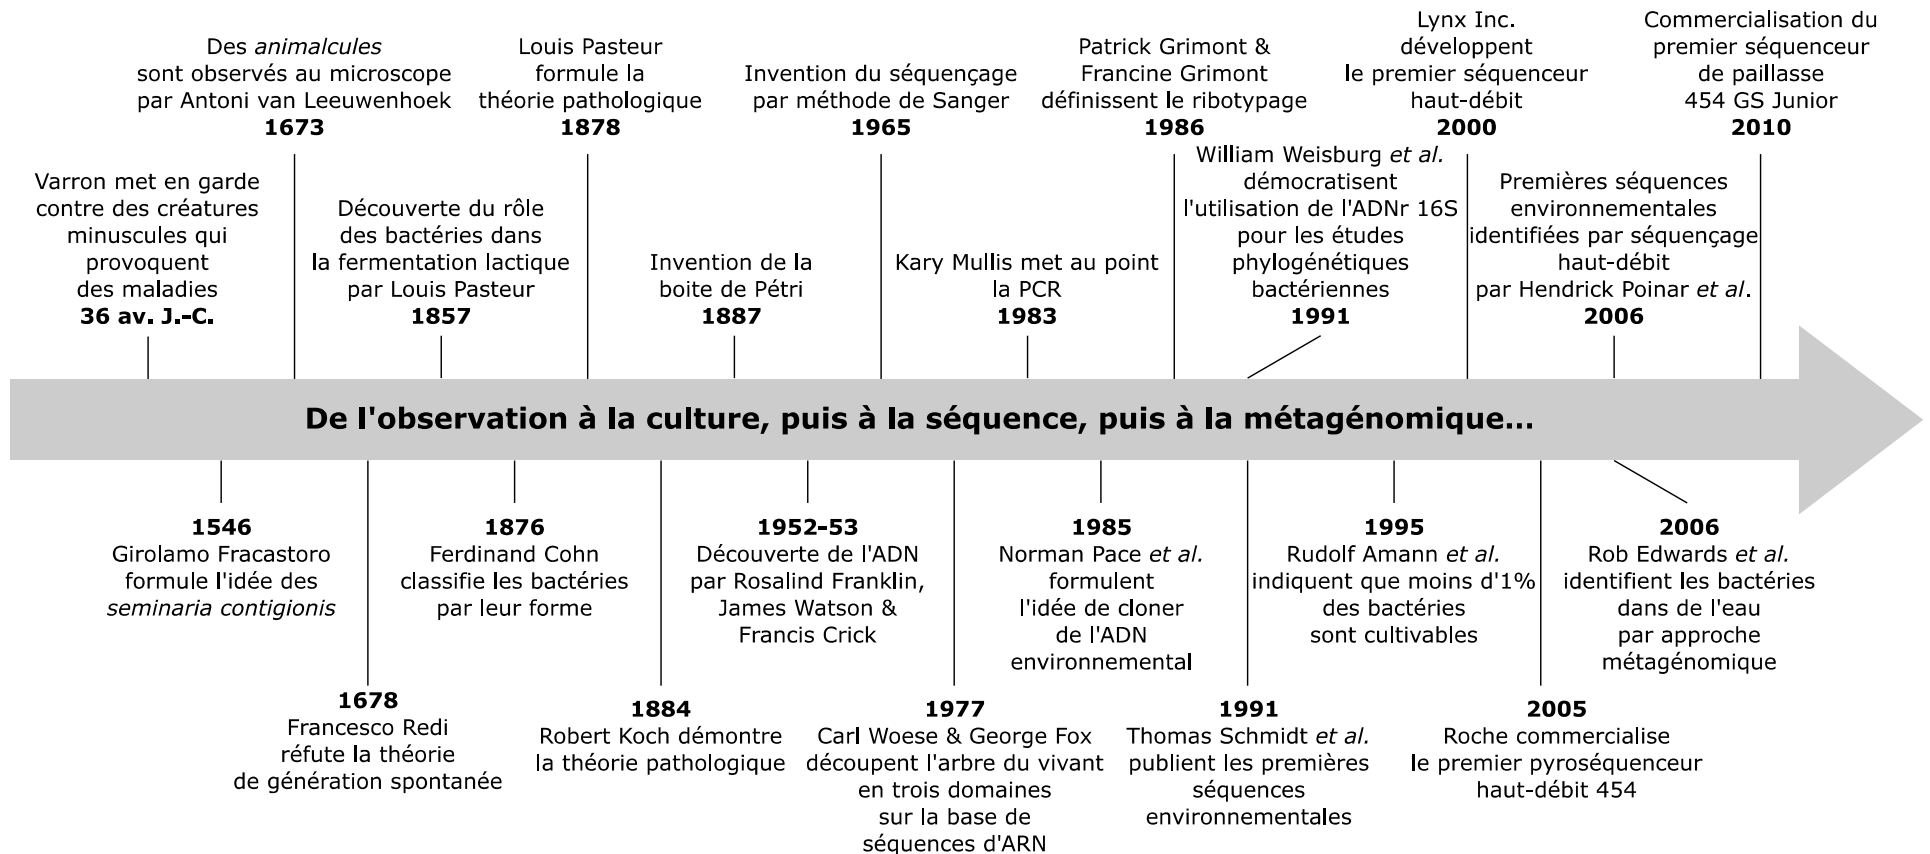 Des animalcules
sont observés au microscope
par Antoni van Leeuwenhoek
1673
Louis Pasteur
formule la
théorie pathologique
1878
Invention du séquençage
par méthode de Sanger
1965
Patrick Grimont &
Francine Grimont
définissent le ribotypage
1986
Lynx Inc.
développent
le premier séquenceur
haut-débit
2000
Commercialisation du
premier séquenceur
de paillasse
454 GS Junior
2010
Varron met en garde
contre des créatures
minuscules qui
provoquent
des maladies
36 av. J.-C.
Découverte du rôle
des bactéries dans
la fermentation lactique
par Louis Pasteur
1857
Invention de la
boite de Pétri
1887
Kary Mullis met au point
la PCR
1983
William Weisburg et al.
démocratisent
l'utilisation de l'ADNr 16S
pour les études
phylogénétiques
bactériennes
1991
Premières séquences
environnementales
identifiées par séquençage
haut-débit
par Hendrick Poinar et al.
2006
De l'observation à la culture, puis à la séquence, puis à la métagénomique...
1546
Girolamo Fracastoro
formule l'idée des
seminaria contigionis
1876
Ferdinand Cohn
classifie les bactéries
par leur forme
1952-53
Découverte de l'ADN
par Rosalind Franklin,
James Watson &
Francis Crick
1985
Norman Pace et al.
formulent
l'idée de cloner
de l'ADN
environnemental
1995
Rudolf Amann et al.
indiquent que moins d'1%
des bactéries
sont cultivables
2006
Rob Edwards et al.
identifient les bactéries
dans de l'eau
par approche
métagénomique
1678
Francesco Redi
réfute la théorie
de génération spontanée
1884
Robert Koch démontre
la théorie pathologique
1977
Carl Woese & George Fox
découpent l'arbre du vivant
en trois domaines
sur la base de
séquences d'ARN
1991
Thomas Schmidt et al.
publient les premières
séquences
environnementales
2005
Roche commercialise
le premier pyroséquenceur
haut-débit 454